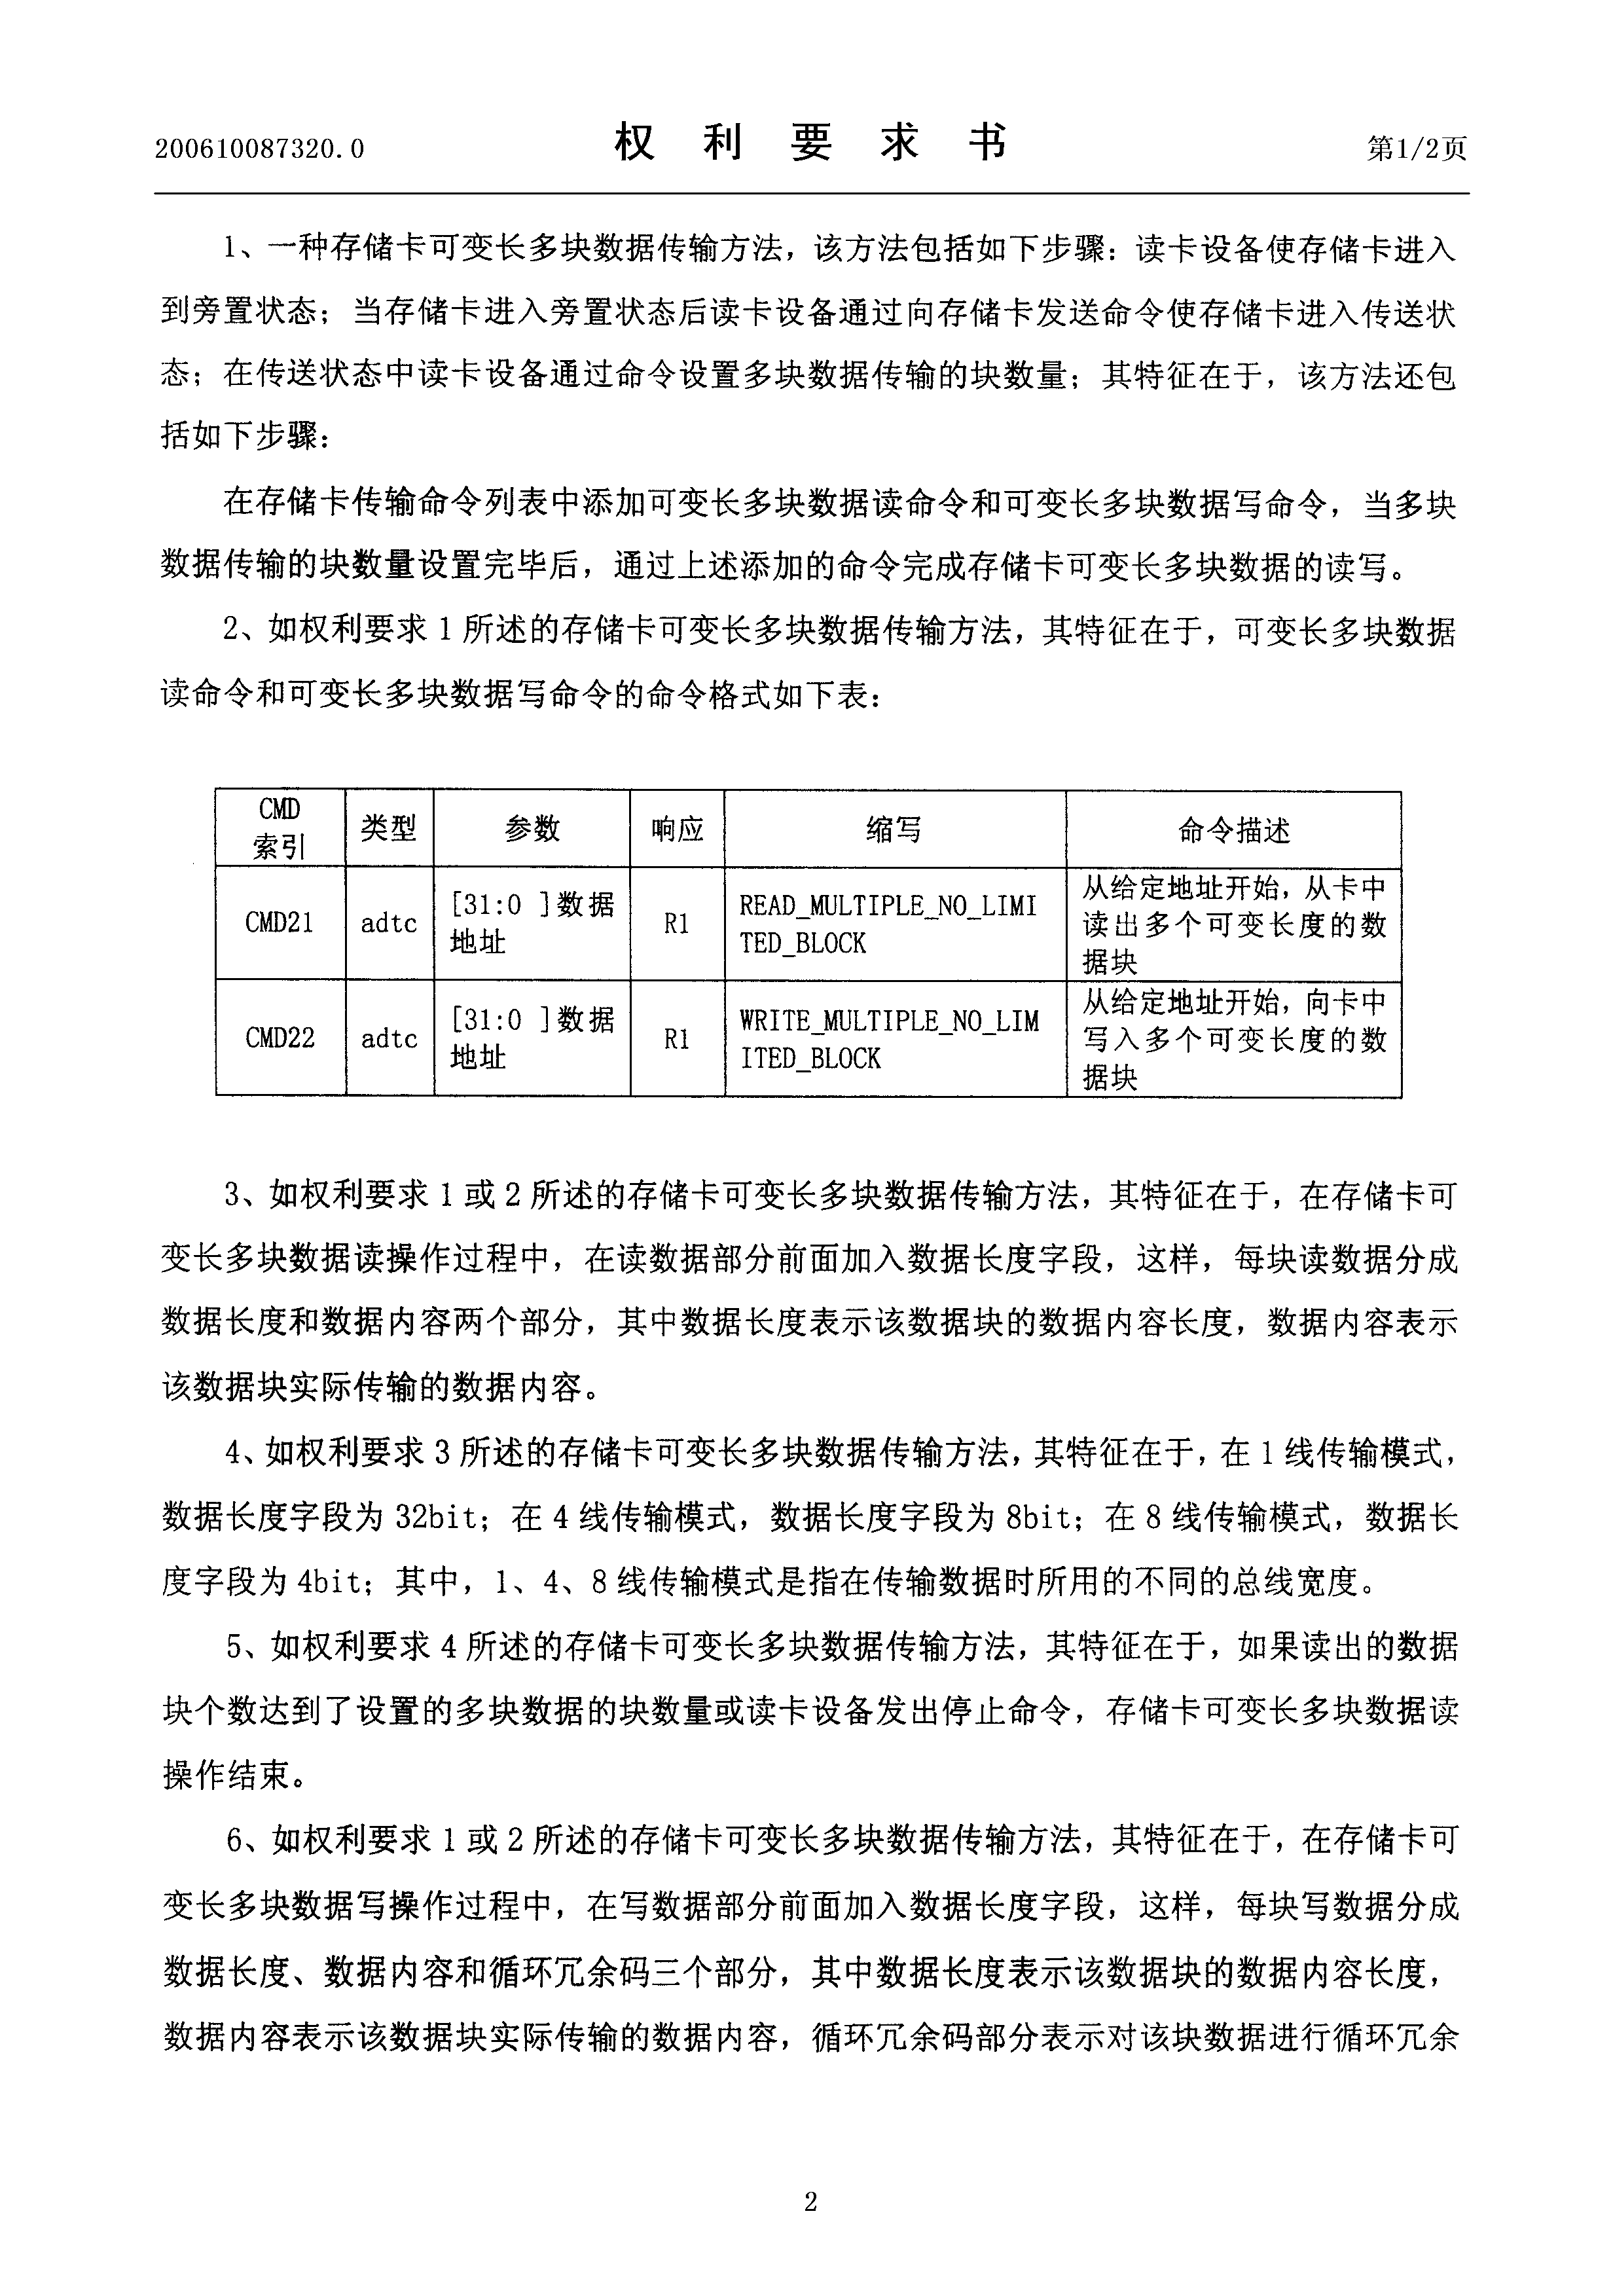 200610087320.0
权 利 要 求 书
第1/2页
1、一种存储卡可变长多块数据传输方法，该方法包括如下步骤：读卡设备使存储卡进入
到旁置状态；当存储卡进入旁置状态后读卡设备通过向存储卡发送命令使存储卡进入传送状
态；在传送状态中读卡设备通过命令设置多块数据传输的块数量；其特征在于，该方法还包
括如下步骤：
在存储卡传输命令列表中添加可变长多块数据读命令和可变长多块数据写命令，当多块
数据传输的块数量设置完毕后，通过上述添加的命令完成存储卡可变长多块数据的读写。
2、如权利要求 1 所述的存储卡可变长多块数据传输方法，其特征在于，可变长多块数据
读命令和可变长多块数据写命令的命令格式如下表：
CMD
索引
类型
参数
响应
缩写
命令描述
CMD21
adtc
[31:0 ]数据
地址
R1
READ_MULTIPLE_NO_LIMI
TED_BLOCK
从给定地址开始，从卡中
读出多个可变长度的数
据块
CMD22
adtc
[31:0 ]数据
地址
R1
WRITE_MULTIPLE_NO_LIM
ITED_BLOCK
从给定地址开始，向卡中
写入多个可变长度的数
据块
3、如权利要求 1 或 2 所述的存储卡可变长多块数据传输方法，其特征在于，在存储卡可
变长多块数据读操作过程中，在读数据部分前面加入数据长度字段，这样，每块读数据分成
数据长度和数据内容两个部分，其中数据长度表示该数据块的数据内容长度，数据内容表示
该数据块实际传输的数据内容。
4、如权利要求 3 所述的存储卡可变长多块数据传输方法，其特征在于，在 1 线传输模式，
数据长度字段为 32bit；在 4 线传输模式，数据长度字段为 8bit；在 8 线传输模式，数据长
度字段为 4bit；其中，1、4、8 线传输模式是指在传输数据时所用的不同的总线宽度。
5、如权利要求 4 所述的存储卡可变长多块数据传输方法，其特征在于，如果读出的数据
块个数达到了设置的多块数据的块数量或读卡设备发出停止命令，存储卡可变长多块数据读
操作结束。
6、如权利要求 1 或 2 所述的存储卡可变长多块数据传输方法，其特征在于，在存储卡可
变长多块数据写操作过程中，在写数据部分前面加入数据长度字段，这样，每块写数据分成
数据长度、数据内容和循环冗余码三个部分，其中数据长度表示该数据块的数据内容长度，
数据内容表示该数据块实际传输的数据内容，循环冗余码部分表示对该块数据进行循环冗余
2